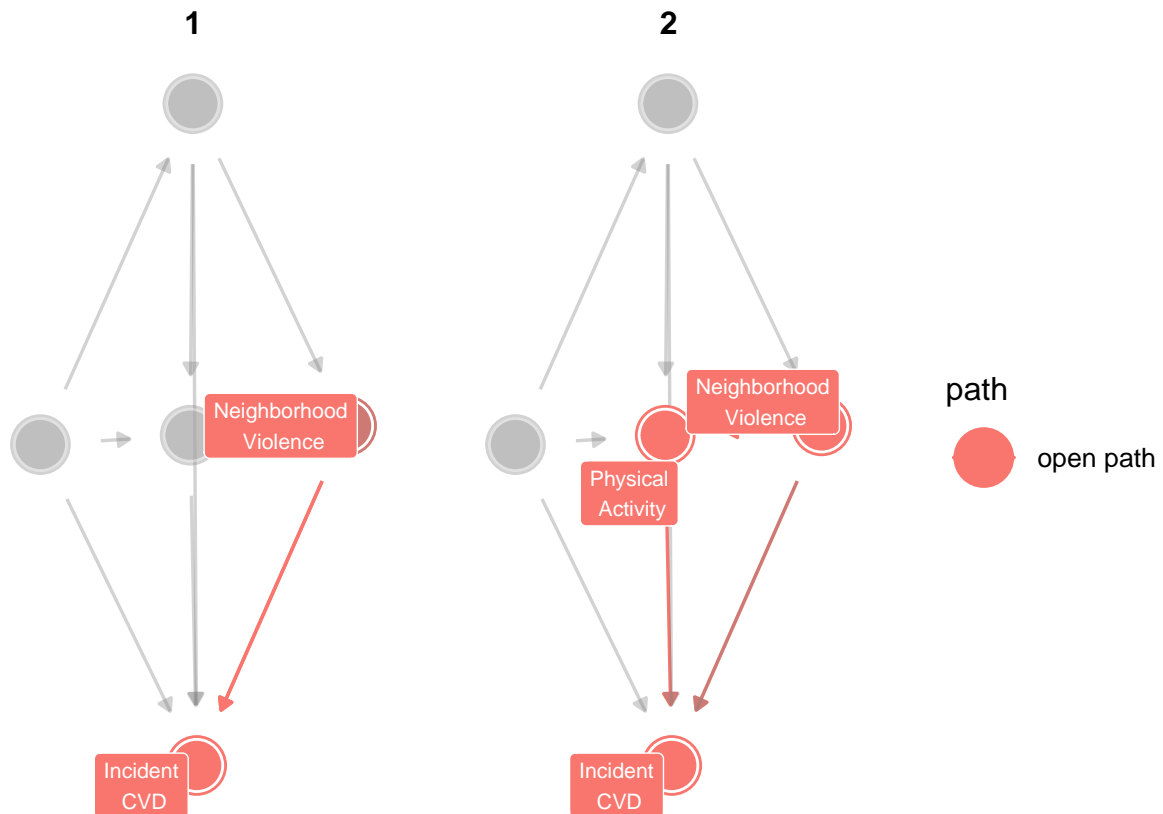 1
2
Neighborhood
Violence
Incident
CVD
Neighborhood
Violence
Physical
Activity
Incident
CVD
path
open path